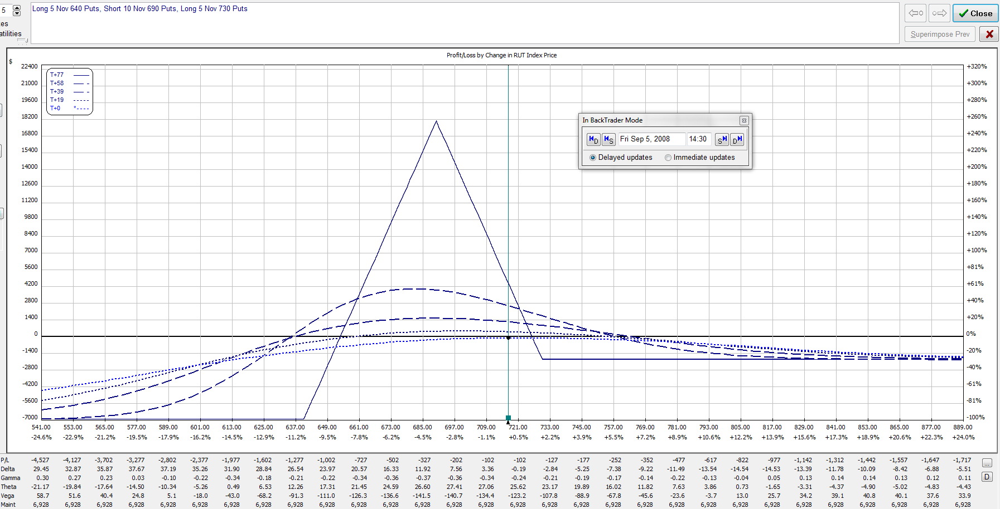 5
Long 5 Nov 640 Puts, Short 10 Nov 690 Puts, Long 5 Nov 730 Puts
Close
tes
atilities
Superimpose Prev
Profit/Loss by Change in RUT Index Price
$
22400 +320%
21000 +300%
19600 +280%
18200 +260%
16800 +240%
15400 +220%
14000 +200%
12600 +180%
11200 +160%
9800 +140%
8400 +120%
7000 +100%
5600 +81%
4200 +61%
2800 +40%
1400 +20%
0 0%
-1400 -20%
-2800 -40%
-4200 -61%
-5600 -81%
-7000 -100%
T+77
T+58
T+39
T+19
T+0 *
In BackTrader Mode
D S Fri Sep 5, 2008 14:30 S D
Delayed updates Immediate updates
541.00 553.00 565.00 577.00 589.00 601.00 613.00 625.00 637.00 649.00 661.00 673.00 685.00 697.00 709.00 721.00 733.00 745.00 757.00 769.00 781.00 793.00 805.00 817.00 829.00 841.00 853.00 865.00 877.00 889.00
-24.6% -22.9% -21.2% -19.5% -17.9% -16.2% -14.5% -12.9% -11.2% -9.5% -7.8% -6.2% -4.5% -2.8% -1.1% +0.5% +2.2% +3.9% +5.5% +7.2% +8.9% +10.6% +12.2% +13.9% +15.6% +17.3% +18.9% +20.6% +22.3% +24.0%
P/L -4,527 -4,127 -3,702 -3,277 -2,802 -2,377 -1,977 -1,602 -1,277 -1,002 -727 -502 -327 -202 -102 -102 -127 -177 -252 -352 -477 -617 -822 -977 -1,142 -1,312 -1,442 -1,557 -1,647 -1,717 ...
Delta 29.45 32.87 35.87 37.67 37.19 35.26 31.90 28.84 26.54 23.97 20.57 16.33 11.92 7.56 3.36 -0.19 -2.84 -5.25 -7.38 -9.22 -11.49 -13.54 -14.54 -14.53 -13.39 -11.78 -10.09 -8.42 -6.88 -5.51
Gamma 0.30 0.27 0.23 0.03 -0.10 -0.22 -0.34 -0.18 -0.21 -0.22 -0.34 -0.36 -0.37 -0.36 -0.34 -0.24 -0.21 -0.19 -0.17 -0.14 -0.22 -0.13 -0.04 0.05 0.13 0.14 0.14 0.13 0.12 0.11 D
Theta -21.17 -19.84 -17.64 -14.50 -10.34 -5.26 0.49 6.53 12.26 17.31 21.45 24.59 26.60 27.41 27.06 25.62 23.17 19.89 16.02 11.82 7.63 3.86 0.73 -1.65 -3.31 -4.37 -4.90 -5.02 -4.83 -4.43
Vega 58.7 51.6 40.4 24.8 5.1 -18.0 -43.0 -68.2 -91.3 -111.0 -126.3 -136.6 -141.5 -140.7 -134.4 -123.2 -107.8 -88.9 -67.8 -45.6 -23.6 -3.7 13.0 25.7 34.2 39.1 40.8 40.1 37.6 33.9
Maint 6,928 6,928 6,928 6,928 6,928 6,928 6,928 6,928 6,928 6,928 6,928 6,928 6,928 6,928 6,928 6,928 6,928 6,928 6,928 6,928 6,928 6,928 6,928 6,928 6,928 6,928 6,928 6,928 6,928 6,928